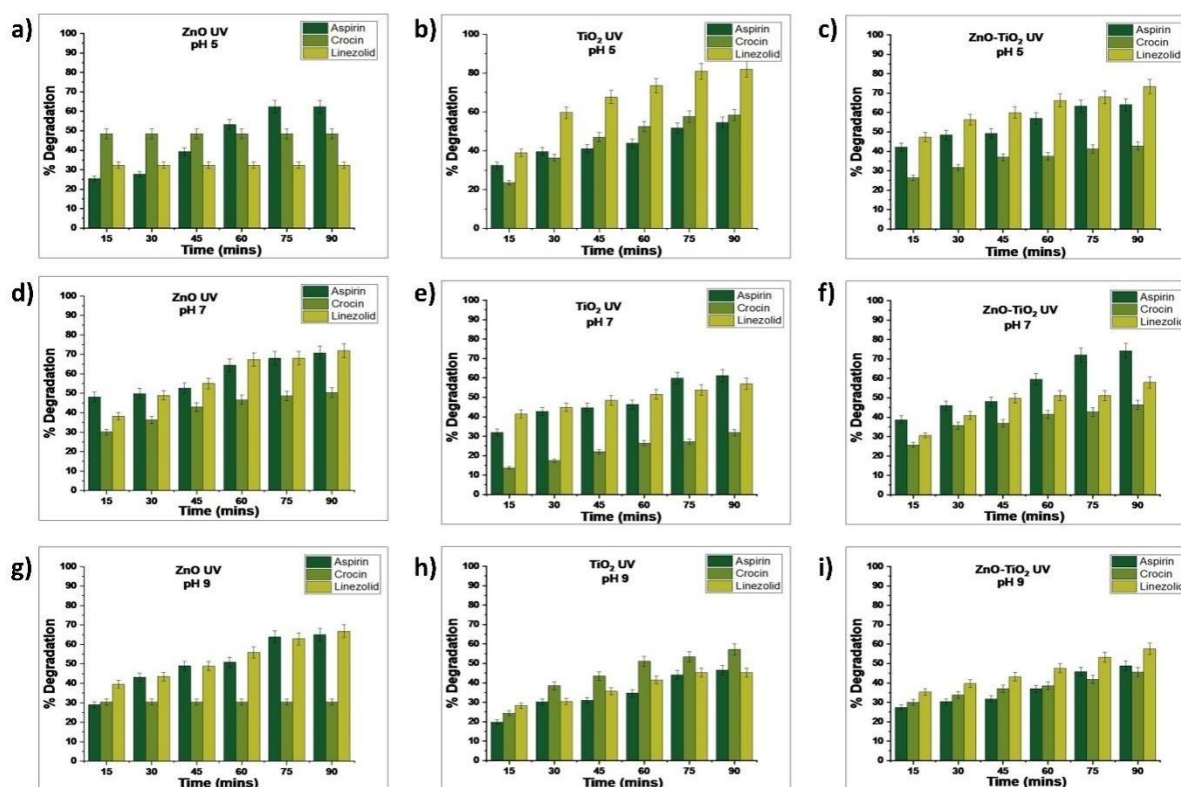 a)
ZnO UV
pH 5
Aspirin
Crocin
Linezolid
% Degradation
100
90
80
70
60
50
40
30
20
10
0
15 30 45 60 75 90
Time (mins)
b)
TiO₂ UV
pH 5
Aspirin
Crocin
Linezolid
% Degradation
100
90
80
70
60
50
40
30
20
10
0
15 30 45 60 75 90
Time (mins)
c)
ZnO-TiO₂ UV
pH 5
Aspirin
Crocin
Linezolid
% Degradation
100
90
80
70
60
50
40
30
20
10
0
15 30 45 60 75 90
Time (mins)
d)
ZnO UV
pH 7
Aspirin
Crocin
Linezolid
% Degradation
100
90
80
70
60
50
40
30
20
10
0
15 30 45 60 75 90
Time (mins)
e)
TiO₂ UV
pH 7
Aspirin
Crocin
Linezolid
% Degradation
100
90
80
70
60
50
40
30
20
10
0
15 30 45 60 75 90
Time (mins)
f)
ZnO-TiO₂ UV
pH 7
Aspirin
Crocin
Linezolid
% Degradation
100
90
80
70
60
50
40
30
20
10
0
15 30 45 60 75 90
Time (mins)
g)
ZnO UV
pH 9
Aspirin
Crocin
Linezolid
% Degradation
100
90
80
70
60
50
40
30
20
10
0
15 30 45 60 75 90
Time (mins)
h)
TiO₂ UV
pH 9
Aspirin
Crocin
Linezolid
% Degradation
100
90
80
70
60
50
40
30
20
10
0
15 30 45 60 75 90
Time (mins)
i)
ZnO-TiO₂ UV
pH 9
Aspirin
Crocin
Linezolid
% Degradation
100
90
80
70
60
50
40
30
20
10
0
15 30 45 60 75 90
Time (mins)